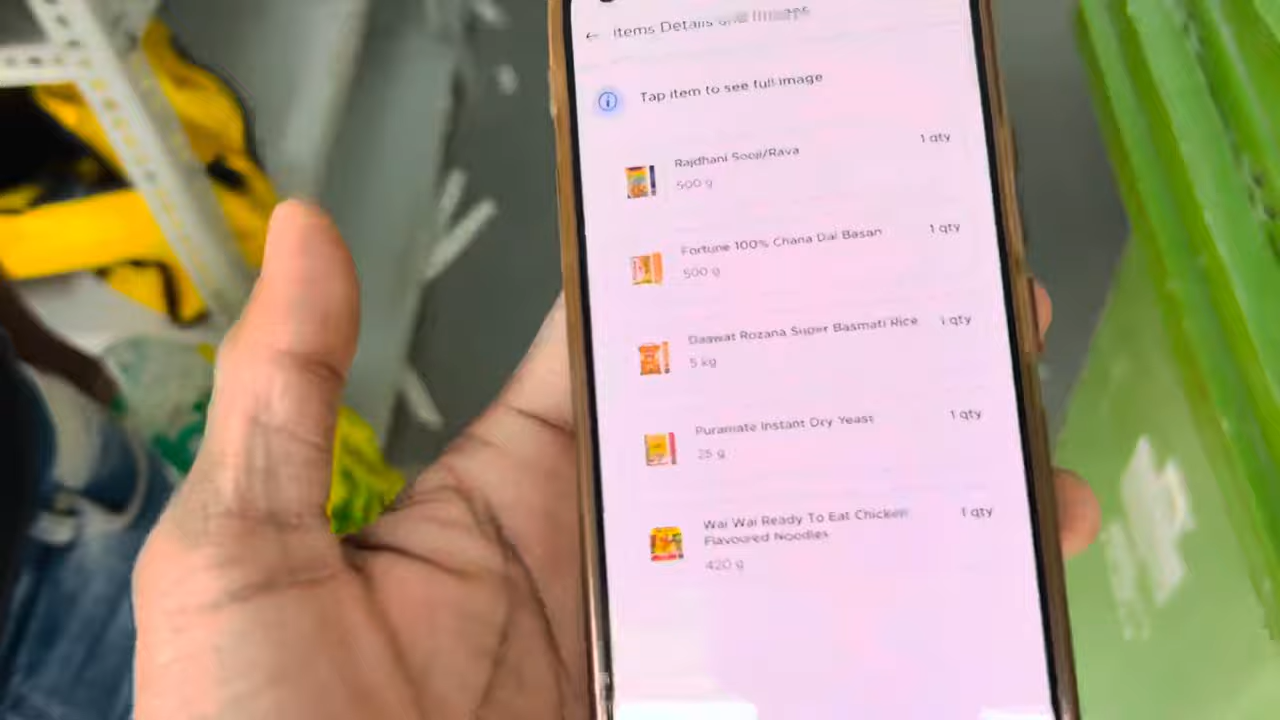 ← Items Details
Tap item to see full image
Rajdhani Sooji/Rava 1 qty
500 g
Fortune 100% Chana Dal Basan 1 qty
500 g
Daawat Rozana Super Basmati Rice 1 qty
5 kg
Puramate Instant Dry Yeast 1 qty
25 g
Wai Wai Ready To Eat Chicken 1 qty
Flavoured Noodles
420 g